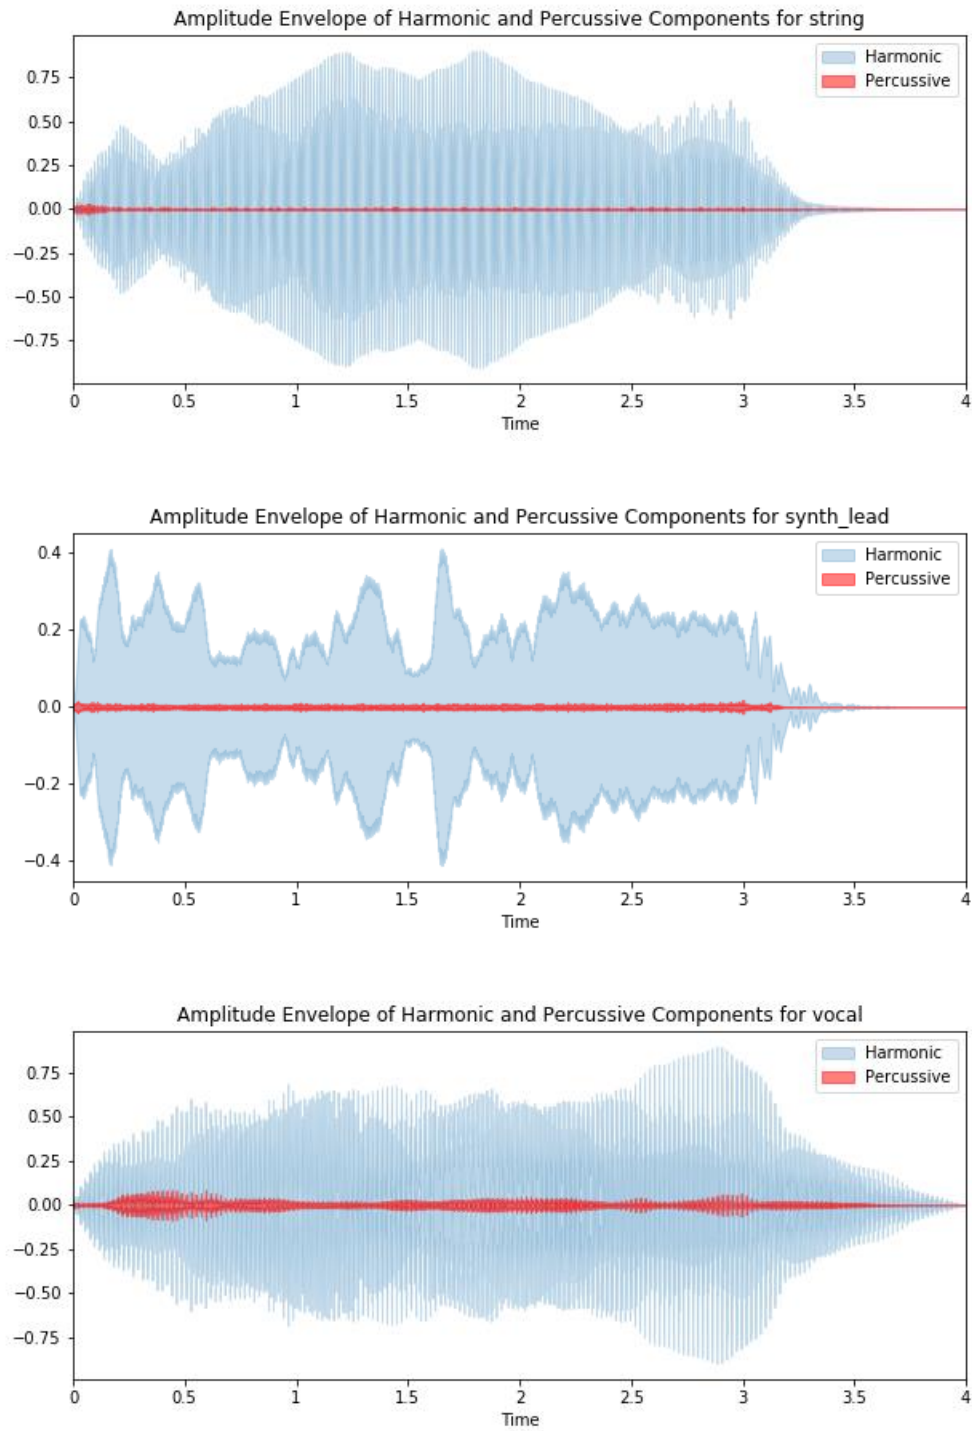 Amplitude Envelope of Harmonic and Percussive Components for string
Harmonic
Percussive
0.75
0.50
0.25
0.00
−0.25
−0.50
−0.75
0 0.5 1 1.5 2 2.5 3 3.5 4
Time
Amplitude Envelope of Harmonic and Percussive Components for synth_lead
Harmonic
Percussive
0.4
0.2
0.0
−0.2
−0.4
0 0.5 1 1.5 2 2.5 3 3.5 4
Time
Amplitude Envelope of Harmonic and Percussive Components for vocal
Harmonic
Percussive
0.75
0.50
0.25
0.00
−0.25
−0.50
−0.75
0 0.5 1 1.5 2 2.5 3 3.5 4
Time